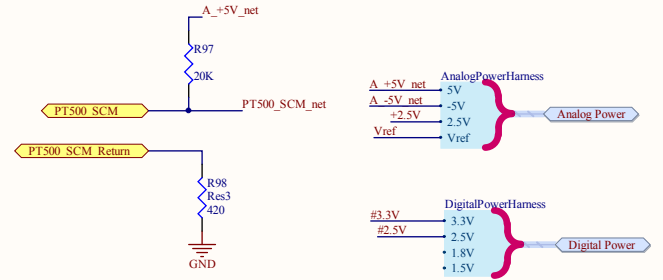 A_+5V_net
R97
20K
PT500_SCM
PT500_SCM_net
PT500_SCM_Return
R98
Res3
420
GND
AnalogPowerHarness
A_+5V_net
5V
A_-5V_net
-5V
+2.5V
2.5V
Vref
Vref
Analog Power
DigitalPowerHarness
#3.3V
3.3V
#2.5V
2.5V
1.8V
1.5V
Digital Power